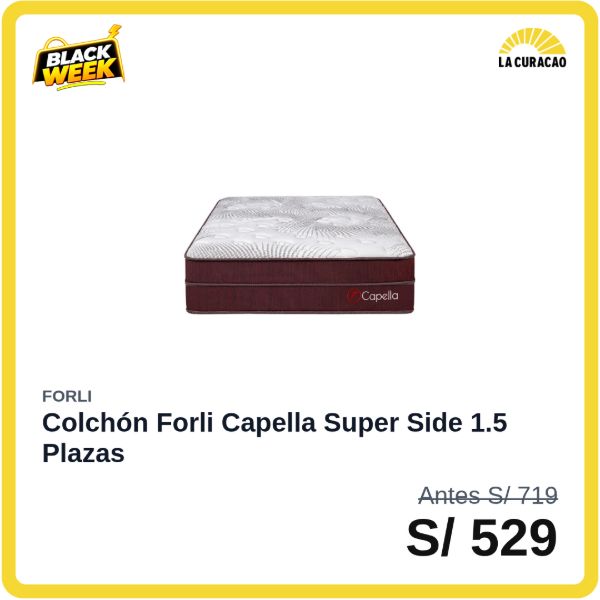 BLACK
WEEK
LA CURACAO
Capella
FORLI
Colchón Forli Capella Super Side 1.5
Plazas
Antes S/ 719
S/ 529